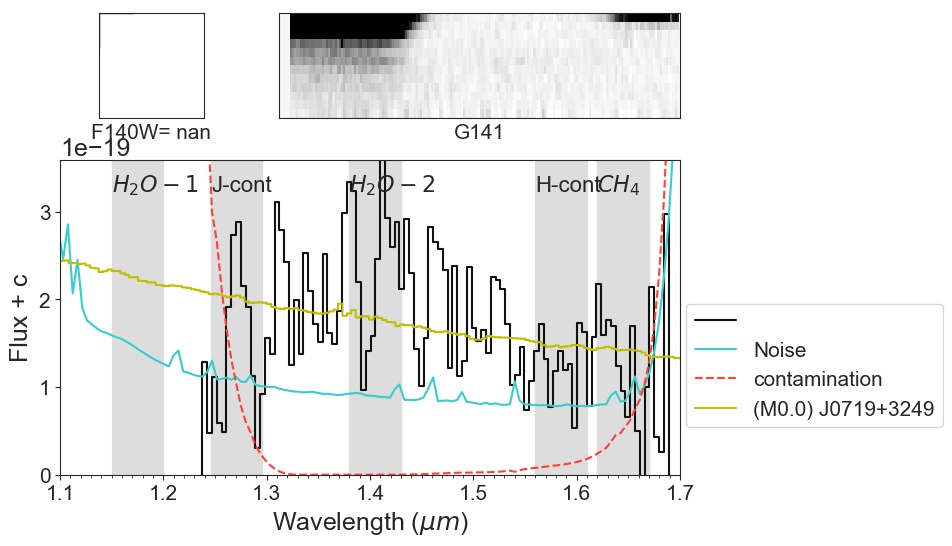 F140W= nan
G141
1e−19
H₂O − 1
J-cont
H₂O − 2
H-cont
CH₄
Flux + c
3
2
1
0
1.1
1.2
1.3
1.4
1.5
1.6
1.7
Wavelength (μm)
Noise
contamination
(M0.0) J0719+3249